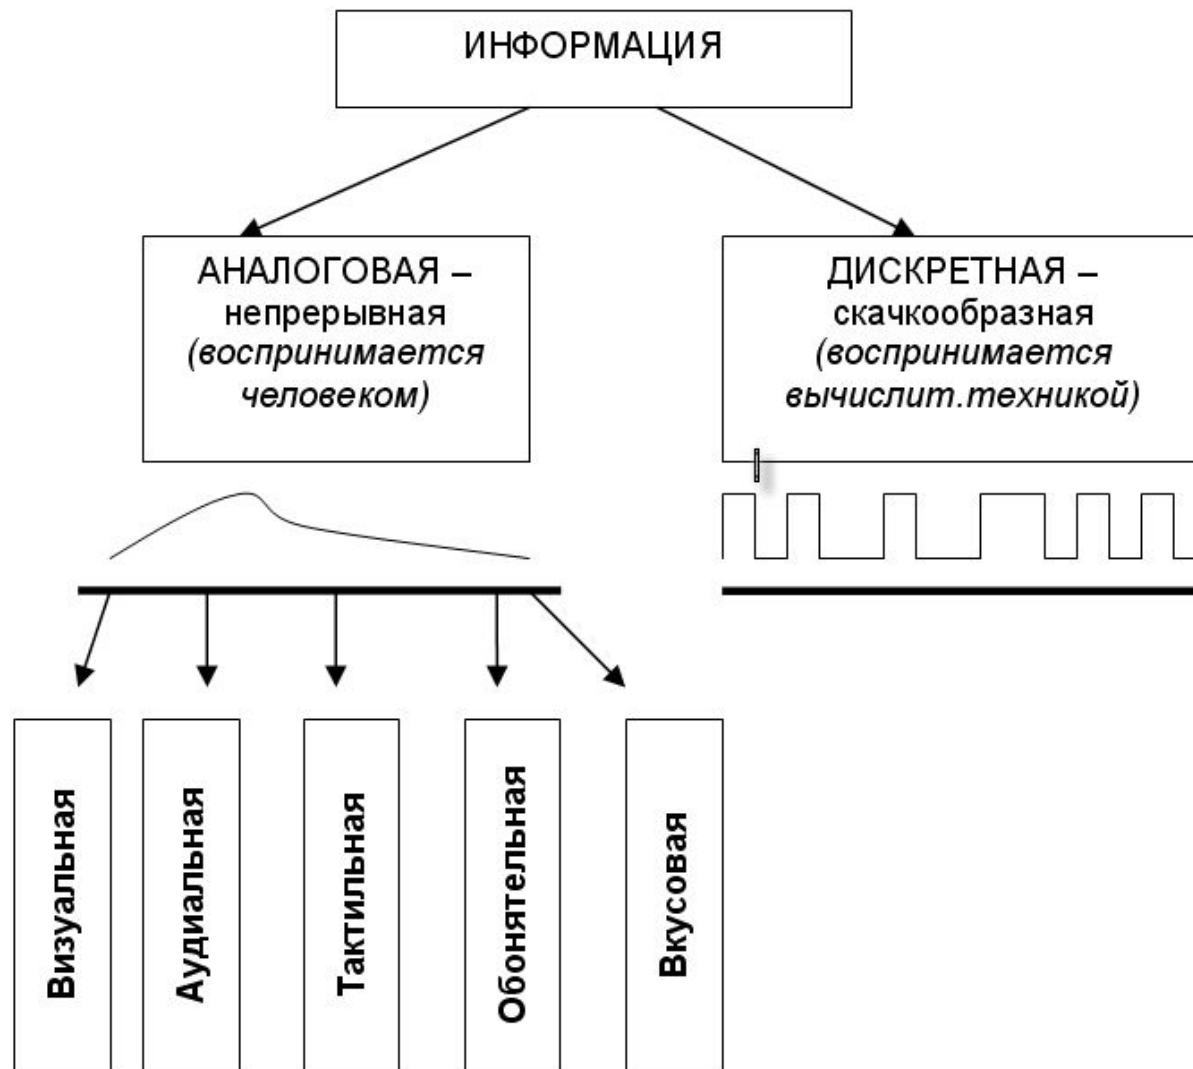 ИНФОРМАЦИЯ
АНАЛОГОВАЯ –
непрерывная
(воспринимается
человеком)
ДИСКРЕТНАЯ –
скачкообразная
(воспринимается
вычислит.техникой)
Визуальная
Аудиальная
Тактильная
Обонятельная
Вкусовая